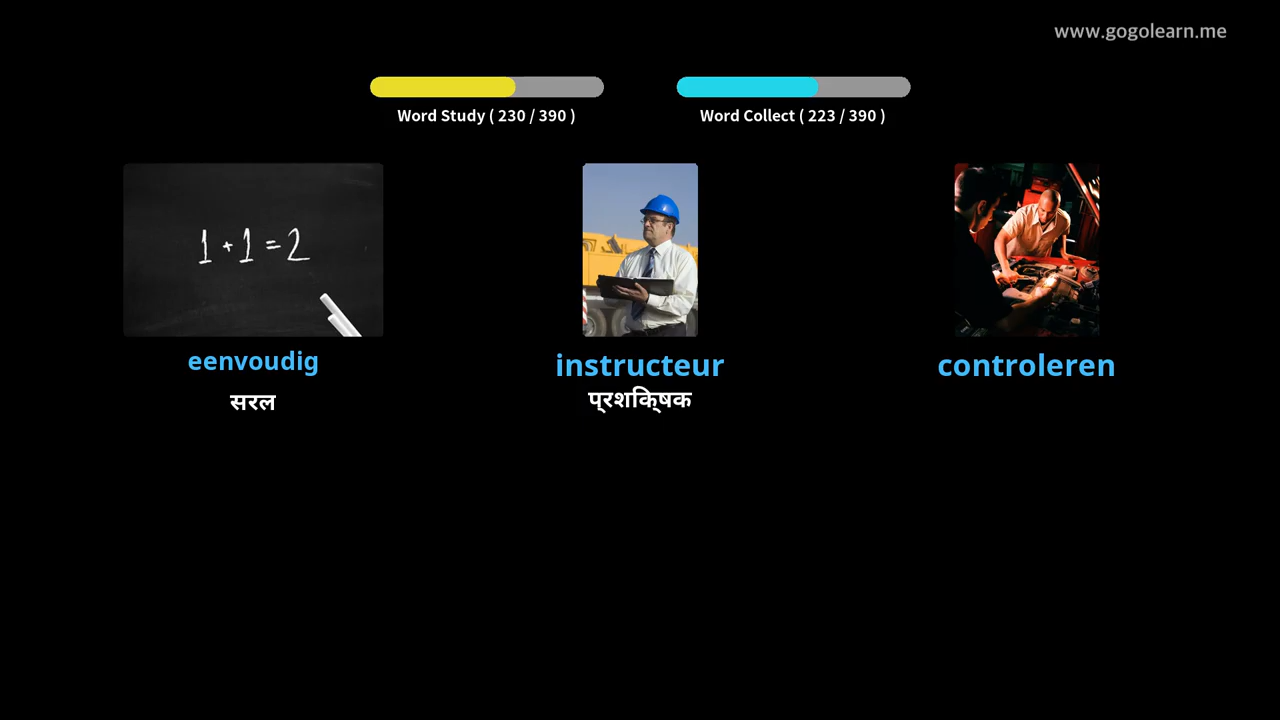 www.gogolearn.me
Word Study ( 230 / 390 )
Word Collect ( 223 / 390 )
1 + 1 = 2
eenvoudig
instructeur
controleren
सरल
प्रशिक्षक